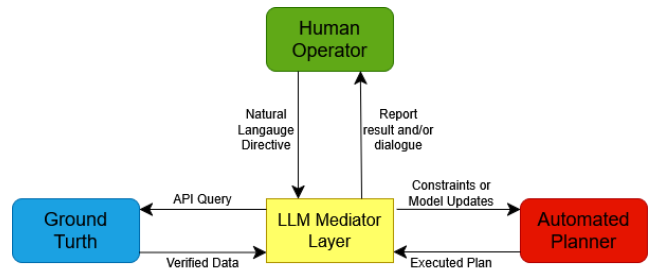 Human
Operator
Natural
Langauge
Directive
Report
result and/or
dialogue
API Query
Constraints or
Model Updates
Ground
Turth
LLM Mediator
Layer
Automated
Planner
Verified Data
Executed Plan